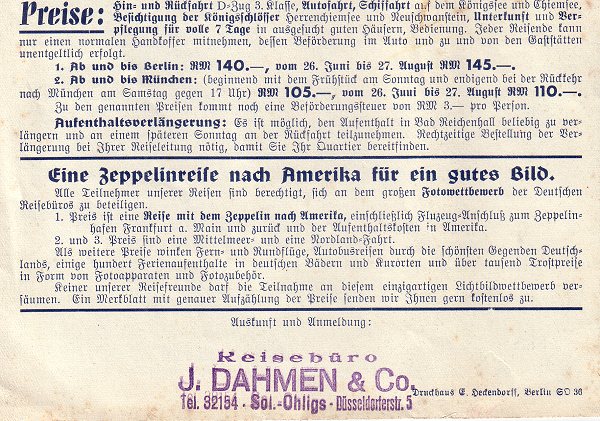 Preise: Hin- und Rückfahrt D-Zug 3. Klasse, Autofahrt, Schiffahrt auf dem Königssee und Chiemsee,
Besichtigung der Königschlösser Herrenchiemsee und Neuschwanstein, Unterkunft und Ver-
pflegung für volle 7 Tage in ausgesucht guten Häusern, Bedienung. Jeder Reisende kann
nur einen normalen Handkoffer mitnehmen, dessen Beförderung im Auto und zu und von den Gaststätten
unentgeltlich erfolgt.
1. Ab und bis Berlin: RM 140.—, vom 26. Juni bis 27. August RM 145.—.
2. Ab und bis München: (beginnend mit dem Frühstück am Sonntag und endigend bei der Rückkehr
nach München am Samstag gegen 17 Uhr) RM 105.—, vom 26. Juni bis 27. August RM 110.—.
Zu den genannten Preisen kommt noch eine Beförderungssteuer von RM 3.— pro Person.
Aufenthaltsverlängerung: Es ist möglich, den Aufenthalt in Bad Reichenhall beliebig zu ver-
längern und an einem späteren Sonntag an der Rückfahrt teilzunehmen. Rechtzeitige Bestellung der Ver-
längerung bei Ihrer Reiseleitung nötig, damit Sie Ihr Quartier bereitfinden.
Eine Zeppelinreise nach Amerika für ein gutes Bild.
Alle Teilnehmer unserer Reisen sind berechtigt, sich an dem großen Fotowettbewerb der Deutschen
Reisebüros zu beteiligen.
1. Preis ist eine Reise mit dem Zeppelin nach Amerika, einschließlich Flugzeug-Anschluß zum Zeppelin-
hafen Frankfurt a. Main und zurück und der Aufenthaltskosten in Amerika.
2. und 3. Preis sind eine Mittelmeer- und eine Nordland-Fahrt.
Als weitere Preise winken Fern- und Rundflüge, Autobusreisen durch die schönsten Gegenden Deutsch-
lands, einige hundert Ferienaufenthalte in deutschen Bädern und Kurorten und über tausend Trostpreise
in Form von Fotoapparaten und Fotozubehör.
Keiner unserer Reisefreunde darf die Teilnahme an diesem einzigartigen Lichtbildwettbewerb ver-
säumen. Ein Merkblatt mit genauer Aufzählung der Preise senden wir Ihnen gern kostenlos zu.
Auskunft und Anmeldung:
Reisebüro
J. DAHMEN & Co.
Tel. 32154 - Sol.-Ohligs - Düsseldorferstr. 5
Druckhaus E. Heckendorff, Berlin SO 36